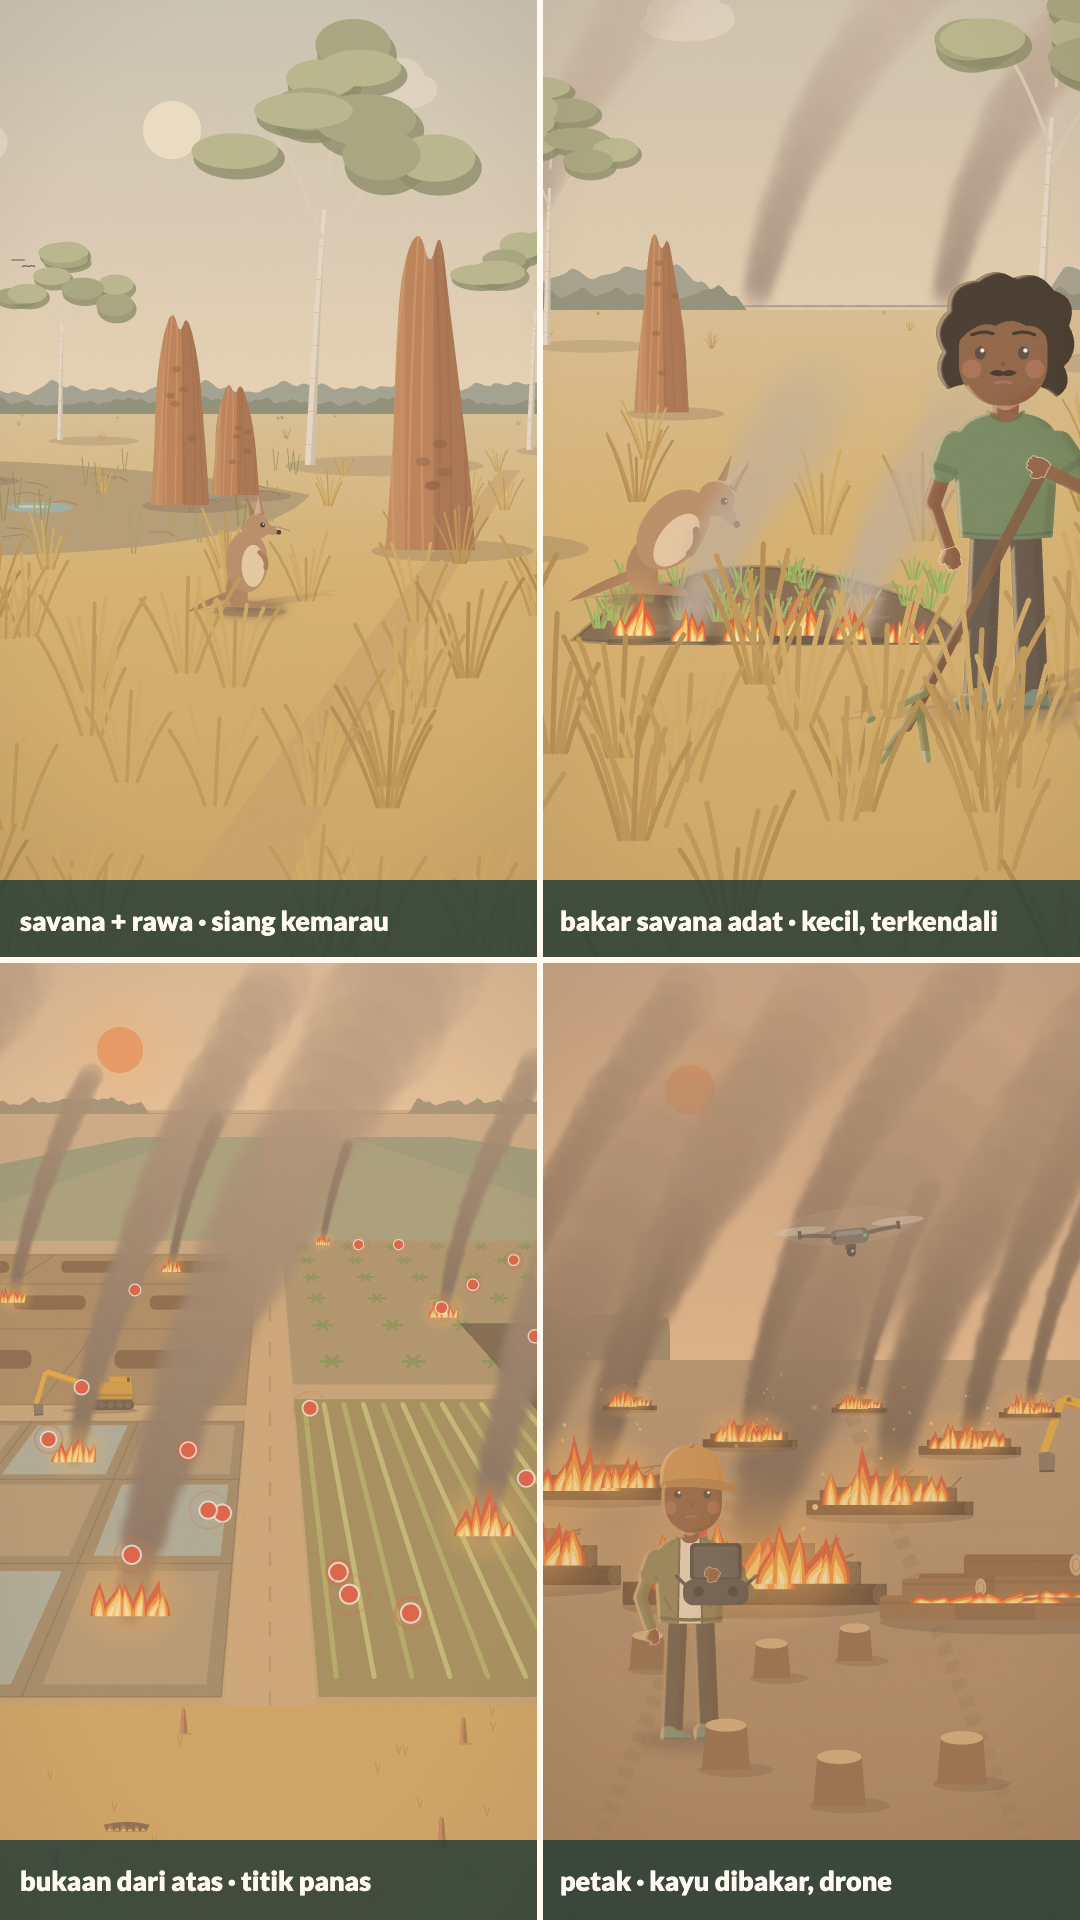 savana + rawa · siang kemarau
bakar savana adat · kecil, terkendali
bukaan dari atas · titik panas
petak · kayu dibakar, drone